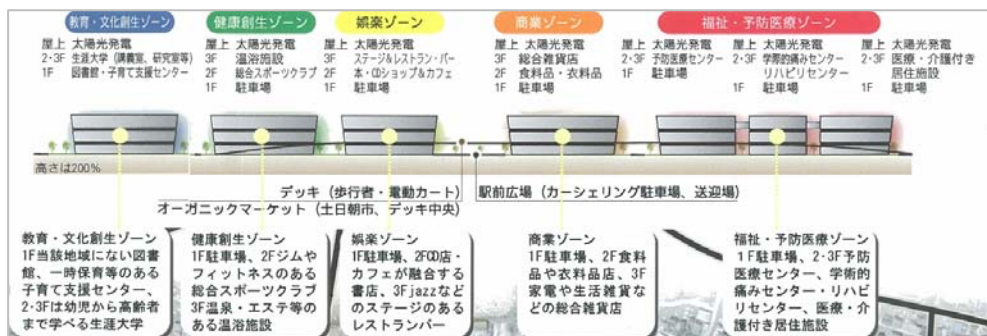 教育・文化創生ゾーン
屋上 太陽光発電
2・3F 生涯大学（講義室、研究室等）
1F 図書館・子育て支援センター
健康創生ゾーン
屋上 太陽光発電
3F 温浴施設
2F 総合スポーツクラブ
1F 駐車場
娯楽ゾーン
屋上 太陽光発電
3F ステージ&レストラン・バー
2F 本・CDショップ&カフェ
1F 駐車場
商業ゾーン
屋上 太陽光発電
3F 総合雑貨店
2F 食料品・衣料品
1F 駐車場
福祉・予防医療ゾーン
屋上 太陽光発電
2・3F 予防医療センター
1F 駐車場
屋上 太陽光発電
2・3F 学際的痛みセンター
リハビリセンター
1F 駐車場
屋上 太陽光発電
2・3F 医療・介護付き
居住施設
1F 駐車場
高さは200%
デッキ（歩行者・電動カート）
オーガニックマーケット（土日朝市、デッキ中央）
駅前広場（カーシェリング駐車場、送迎場）
教育・文化創生ゾーン
1F当該地域にない図書
館、一時保育等のある
子育て支援センター、
2・3Fは幼児から高齢者
まで学べる生涯大学
健康創生ゾーン
1F駐車場、2Fジムや
フィットネスのある
総合スポーツクラブ
3F温泉・エステ等の
ある温浴施設
娯楽ゾーン
1F駐車場、2FCD店・
カフェが融合する
書店、3Fjazzなど
のステージのある
レストランバー
商業ゾーン
1F駐車場、2F食料
品や衣料品店、3F
家電や生活雑貨な
どの総合雑貨店
福祉・予防医療ゾーン
1F駐車場、2・3F予防
医療センター、学術的
痛みセンター・リハビ
リセンター、医療・介
護付き居住施設